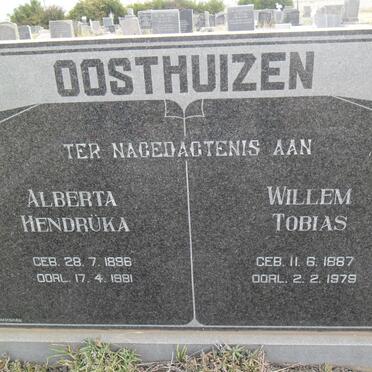 OOSTHUIZEN
TER NAGEDAGTENIS AAN
ALBERTA
HENDRÜKA
GEB. 28. 7. 1896
OORL. 17. 4. 1981
WILLEM
TOBIAS
GEB. 11. 6. 1887
OORL. 2. 2. 1979